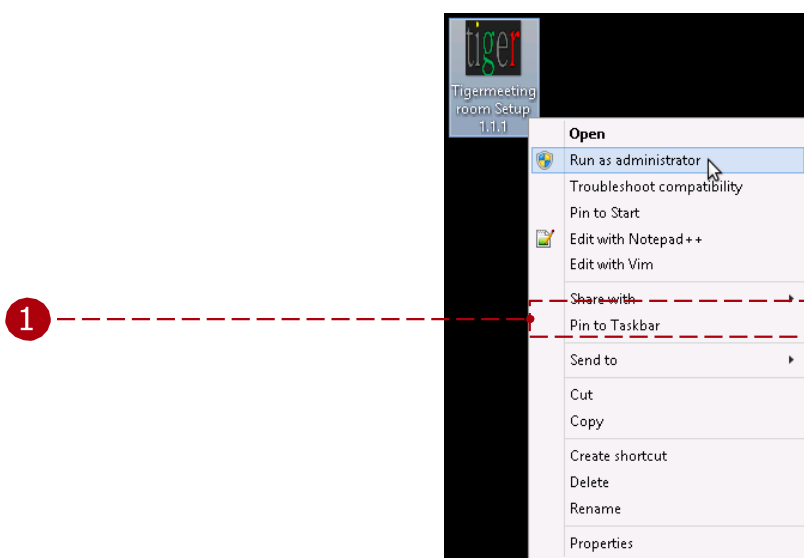 tiger
Tigermeeting
room Setup
1.1.1
Open
Run as administrator
Troubleshoot compatibility
Pin to Start
Edit with Notepad++
Edit with Vim
1
Share with
Pin to Taskbar
Send to
Cut
Copy
Create shortcut
Delete
Rename
Properties